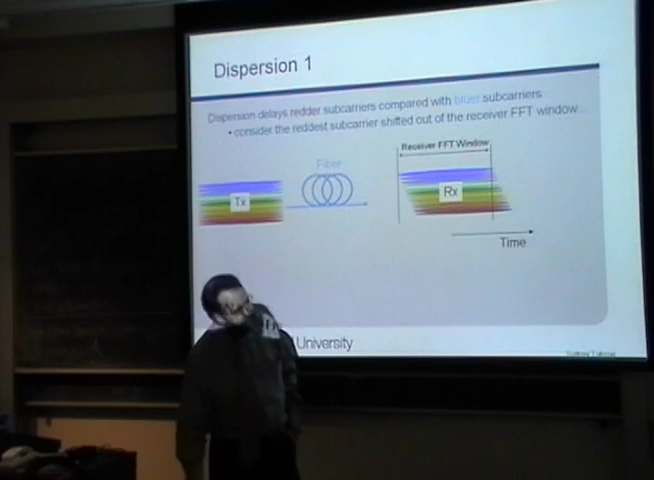 Dispersion 1
Dispersion delays redder subcarriers compared with bluer subcarriers
• consider the reddest subcarrier shifted out of the receiver FFT window
Receiver FFT Window
Fiber
Tx
Rx
Time
University